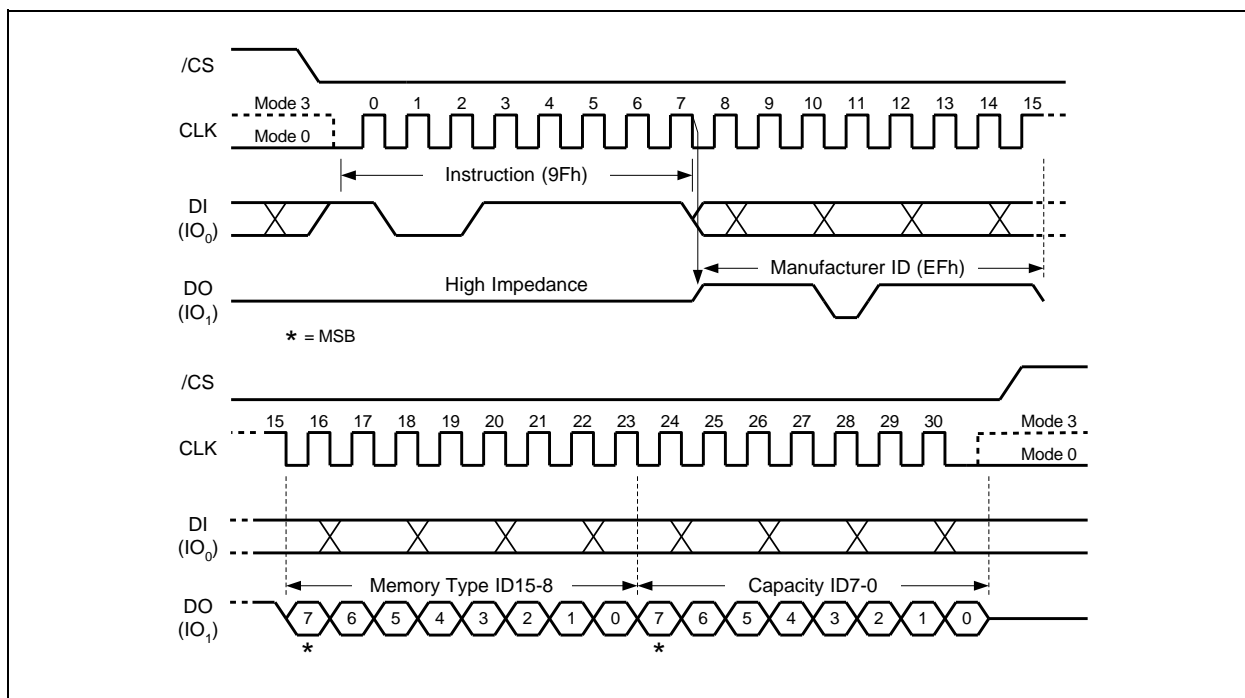 /CS
Mode 3 0 1 2 3 4 5 6 7 8 9 10 11 12 13 14 15
CLK
Mode 0
Instruction (9Fh)
DI
(IO0)
Manufacturer ID (EFh)
High Impedance
DO
(IO1)
* = MSB
/CS
15 16 17 18 19 20 21 22 23 24 25 26 27 28 29 30 Mode 3
CLK
Mode 0
DI
(IO0)
Memory Type ID15-8 Capacity ID7-0
DO
(IO1)
7 6 5 4 3 2 1 0 7 6 5 4 3 2 1 0
* *